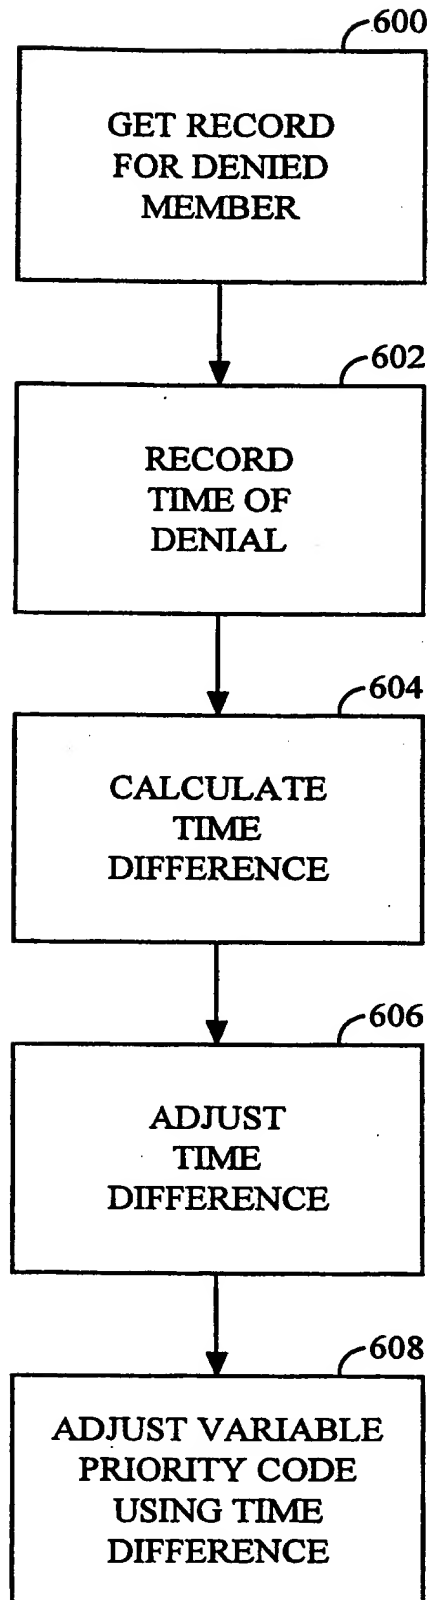 600
GET RECORD
FOR DENIED
MEMBER
602
RECORD
TIME OF
DENIAL
604
CALCULATE
TIME
DIFFERENCE
606
ADJUST
TIME
DIFFERENCE
608
ADJUST VARIABLE
PRIORITY CODE
USING TIME
DIFFERENCE